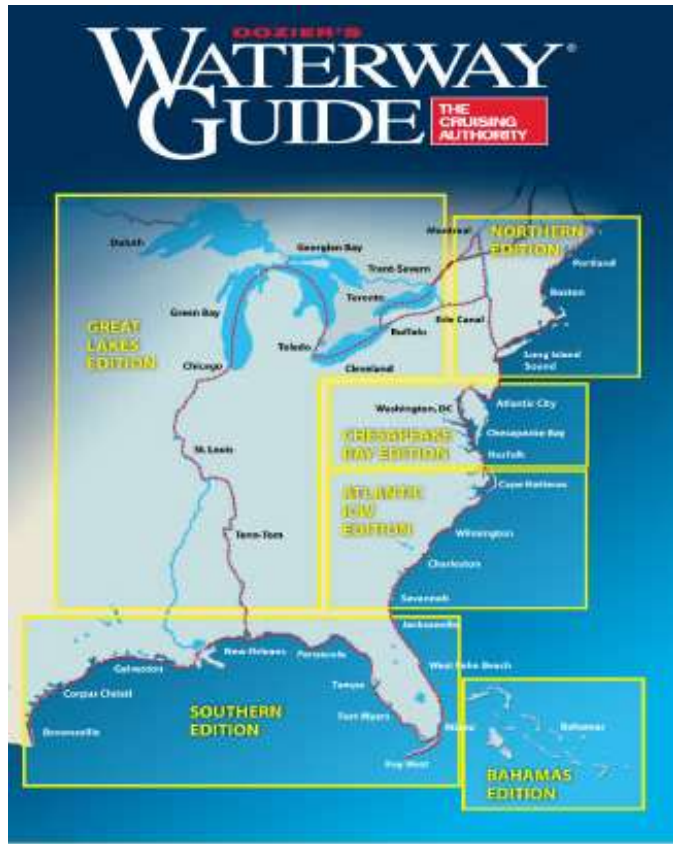 DOZIER'S
WATERWAY®
GUIDE
THE
CRUISING
AUTHORITY
Duluth
Georgian Bay
Montreal
NORTHERN
EDITION
Trent-Severn
Portland
Toronto
Boston
Green Bay
Erie Canal
GREAT
LAKES
EDITION
Buffalo
Toledo
Long Island
Sound
Chicago
Cleveland
Washington, DC
Atlantic City
CHESAPEAKE
BAY EDITION
Chesapeake Bay
Norfolk
St. Louis
Cape Hatteras
ATLANTIC
ICW
EDITION
Tenn-Tom
Wilmington
Charleston
Savannah
Jacksonville
New Orleans
Pensacola
Galveston
West Palm Beach
Corpus Christi
Tampa
SOUTHERN
EDITION
Fort Myers
Brownsville
Miami
Bahamas
Key West
BAHAMAS
EDITION